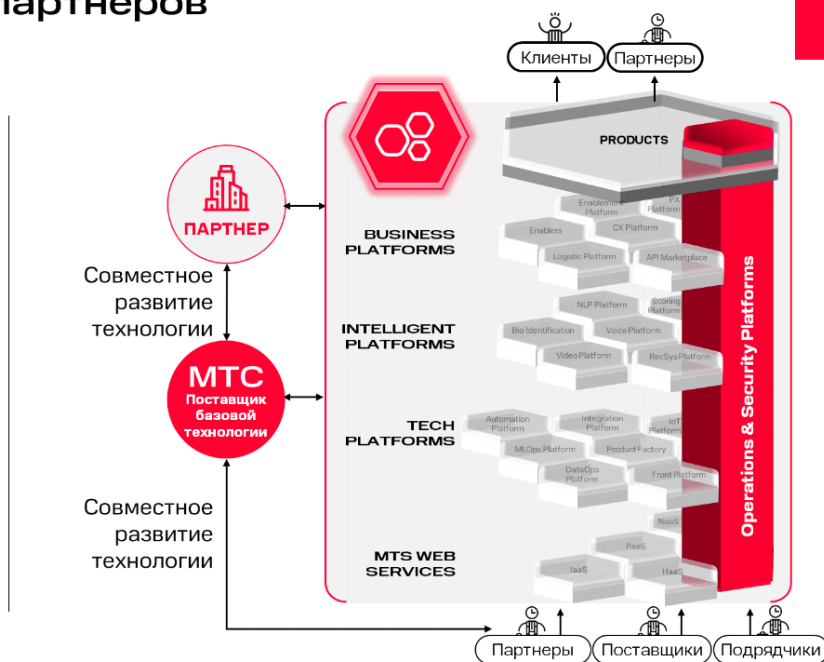 партнеров
Клиенты
Партнеры
PRODUCTS
ПАРТНЕР
Совместное
развитие
технологии
МТС
Поставщик
базовой
технологии
Совместное
развитие
технологии
BUSINESS
PLATFORMS
Enablement
Platform
PX
Platform
Enablers
CX Platform
Logistic Platform
API Marketplace
INTELLIGENT
PLATFORMS
NLP Platform
Scoring
Platform
Bio Identification
Voice Platform
Video Platform
RecSys Platform
TECH
PLATFORMS
Automation
Platform
Integration
Platform
IoT
Platform
MLOps Platform
Product Factory
DataOps
Platform
Front Platform
MTS WEB
SERVICES
NaaS
PaaS
IaaS
HaaS
Operations & Security Platforms
Партнеры
Поставщики
Подрядчики